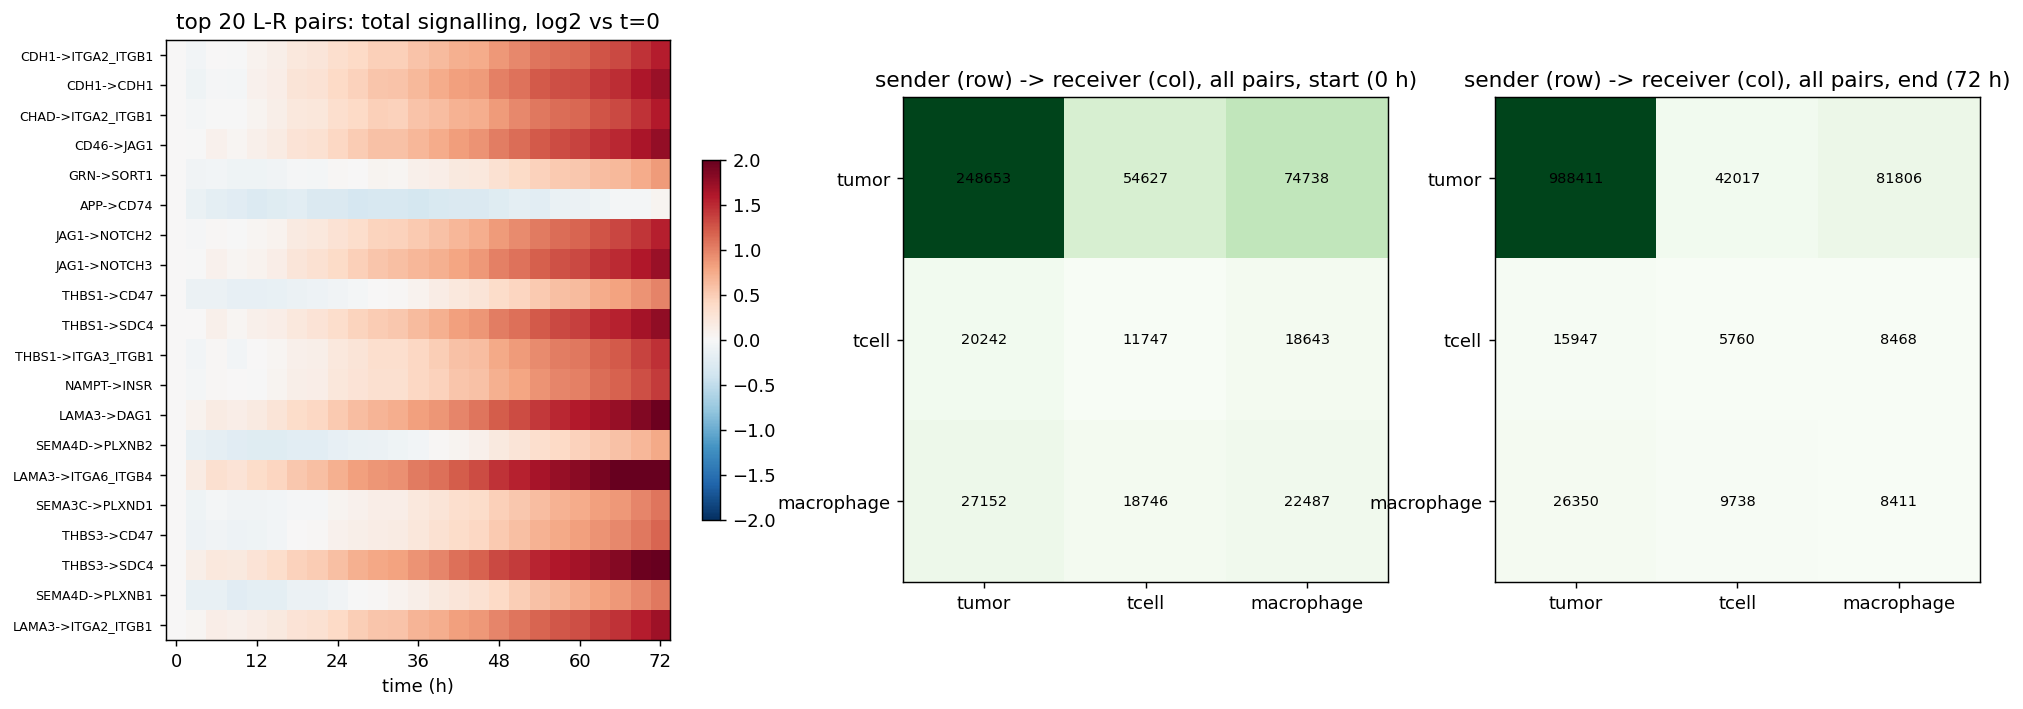 top 20 L-R pairs: total signalling, log2 vs t=0
CDH1->ITGA2_ITGB1
CDH1->CDH1
CHAD->ITGA2_ITGB1
CD46->JAG1
GRN->SORT1
APP->CD74
JAG1->NOTCH2
JAG1->NOTCH3
THBS1->CD47
THBS1->SDC4
THBS1->ITGA3_ITGB1
NAMPT->INSR
LAMA3->DAG1
SEMA4D->PLXNB2
LAMA3->ITGA6_ITGB4
SEMA3C->PLXND1
THBS3->CD47
THBS3->SDC4
SEMA4D->PLXNB1
LAMA3->ITGA2_ITGB1
0 12 24 36 48 60 72
time (h)
2.0
1.5
1.0
0.5
0.0
−0.5
−1.0
−1.5
−2.0
sender (row) -> receiver (col), all pairs, start (0 h)
tumor 248653 54627 74738
tcell 20242 11747 18643
macrophage 27152 18746 22487
tumor tcell macrophage
sender (row) -> receiver (col), all pairs, end (72 h)
tumor 988411 42017 81806
tcell 15947 5760 8468
macrophage 26350 9738 8411
tumor tcell macrophage